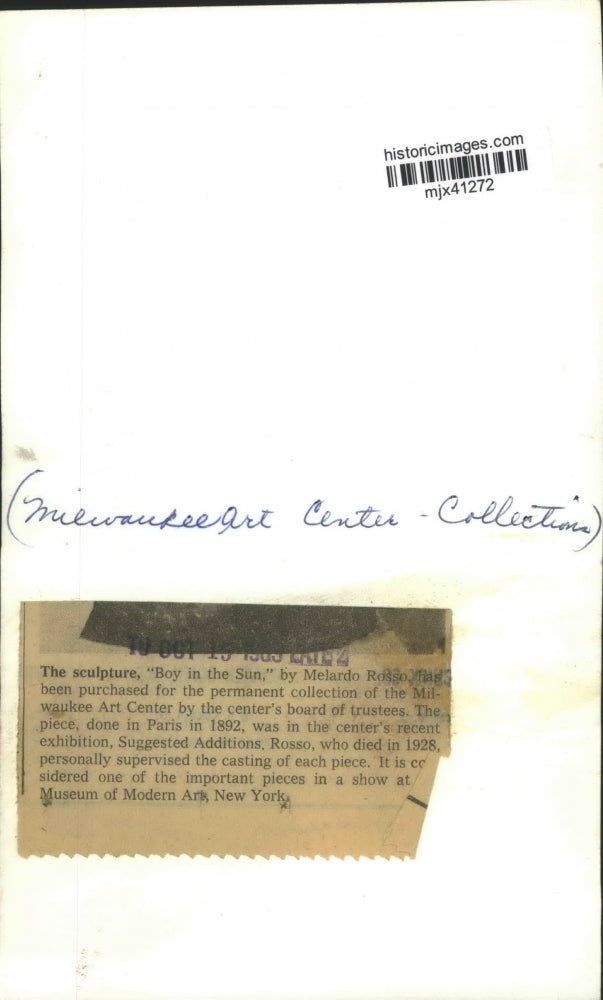 historicimages.com
mjx41272
(Milwaukee Art Center - Collections)
The sculpture, “Boy in the Sun,” by Melardo Rosso, has
been purchased for the permanent collection of the Mil-
waukee Art Center by the center's board of trustees. The
piece, done in Paris in 1892, was in the center's recent
exhibition, Suggested Additions. Rosso, who died in 1928,
personally supervised the casting of each piece. It is
sidered one of the important pieces in a show at
Museum of Modern Art, New York.